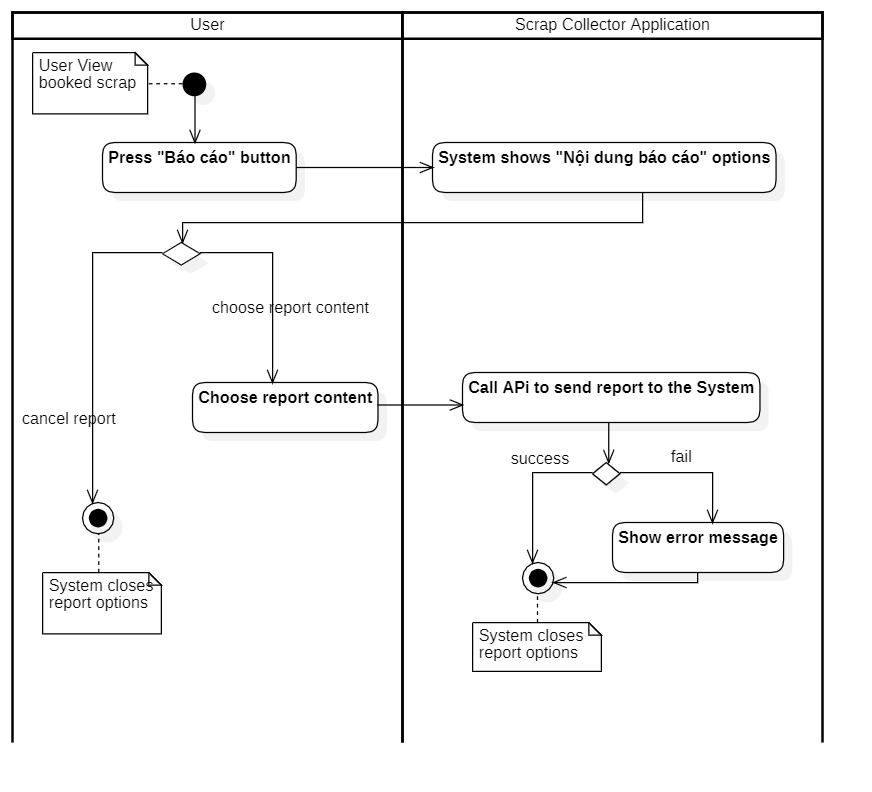 User
Scrap Collector Application
User View
booked scrap
Press "Báo cáo" button
System shows "Nội dung báo cáo" options
choose report content
Choose report content
Call APi to send report to the System
cancel report
success
fail
Show error message
System closes
report options
System closes
report options